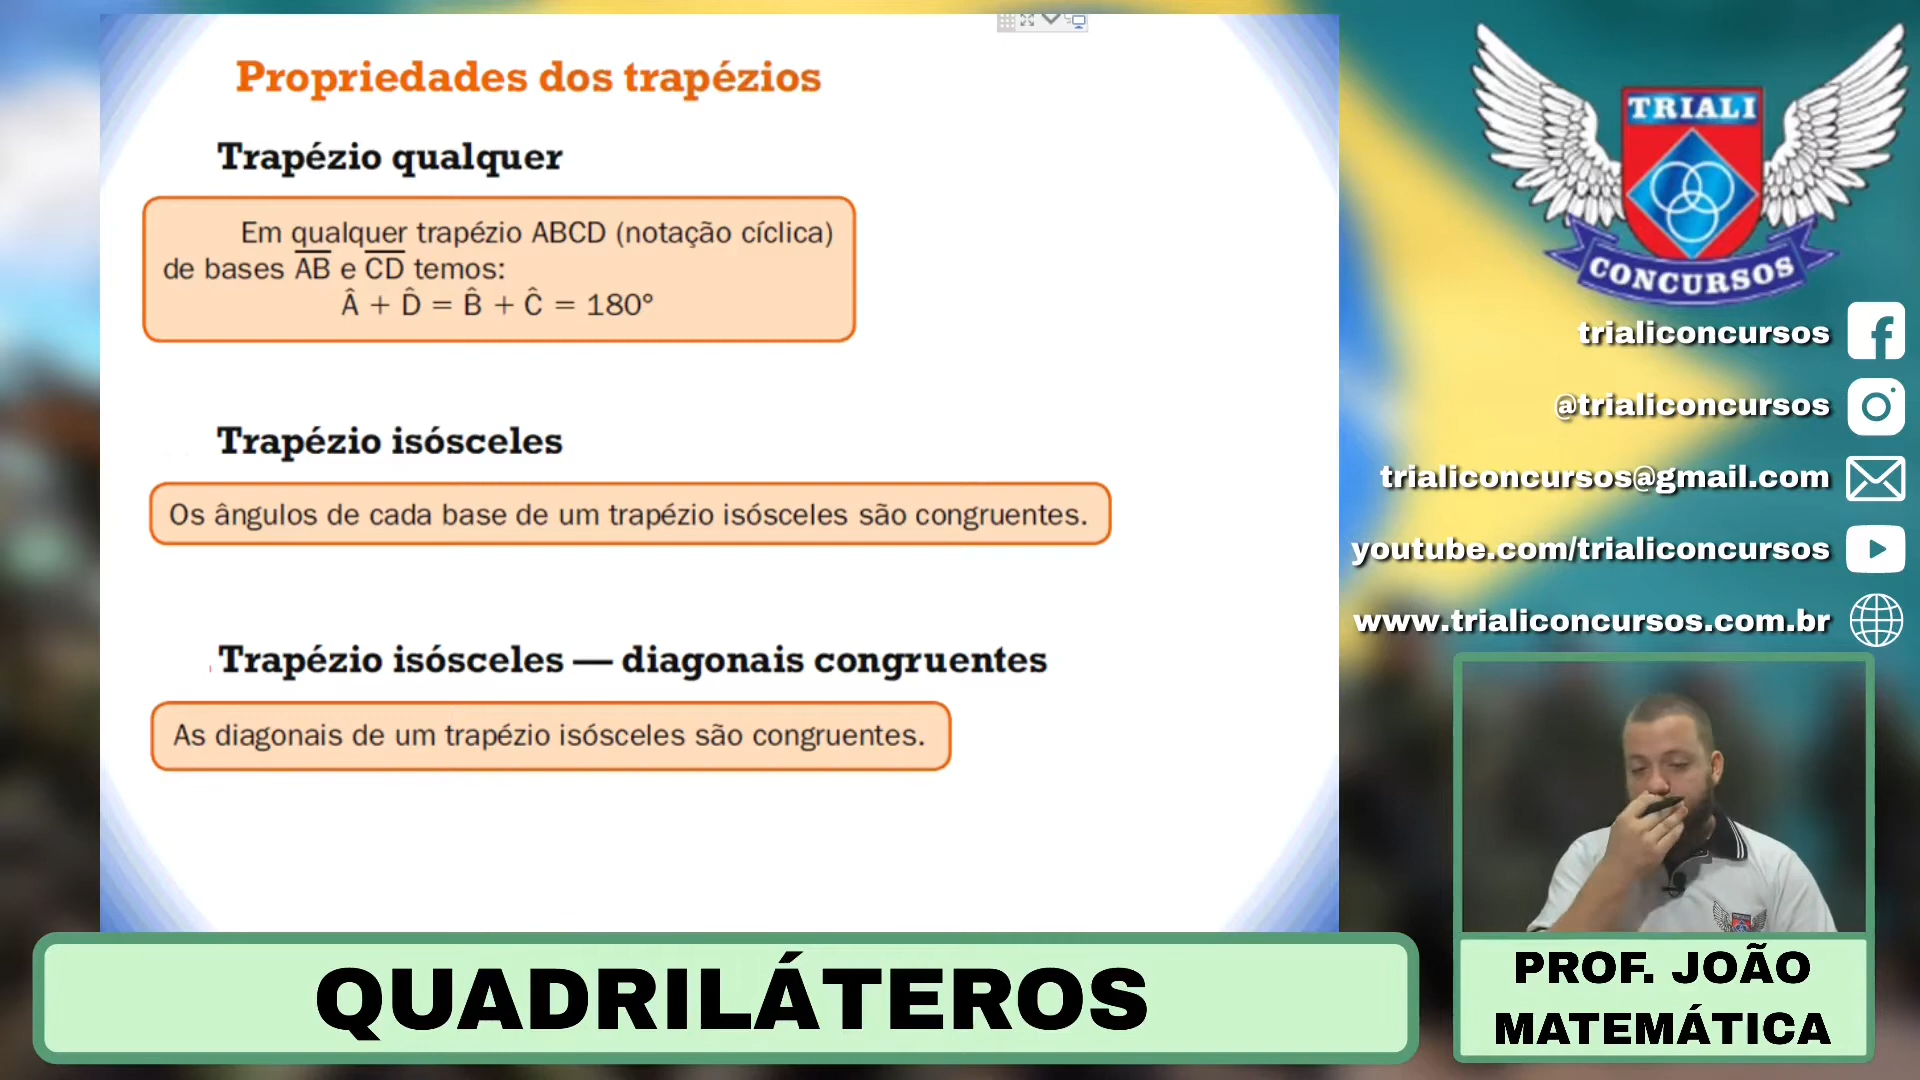 Propriedades dos trapézios
Trapézio qualquer
Em qualquer trapézio ABCD (notação cíclica)
de bases A̅B̅ e C̅D̅ temos:
Â + D̂ = B̂ + Ĉ = 180°
Trapézio isósceles
Os ângulos de cada base de um trapézio isósceles são congruentes.
Trapézio isósceles — diagonais congruentes
As diagonais de um trapézio isósceles são congruentes.
TRIALI
CONCURSOS
trialiconcursos
@trialiconcursos
trialiconcursos@gmail.com
youtube.com/trialiconcursos
www.trialiconcursos.com.br
QUADRILÁTEROS
PROF. JOÃO
MATEMÁTICA